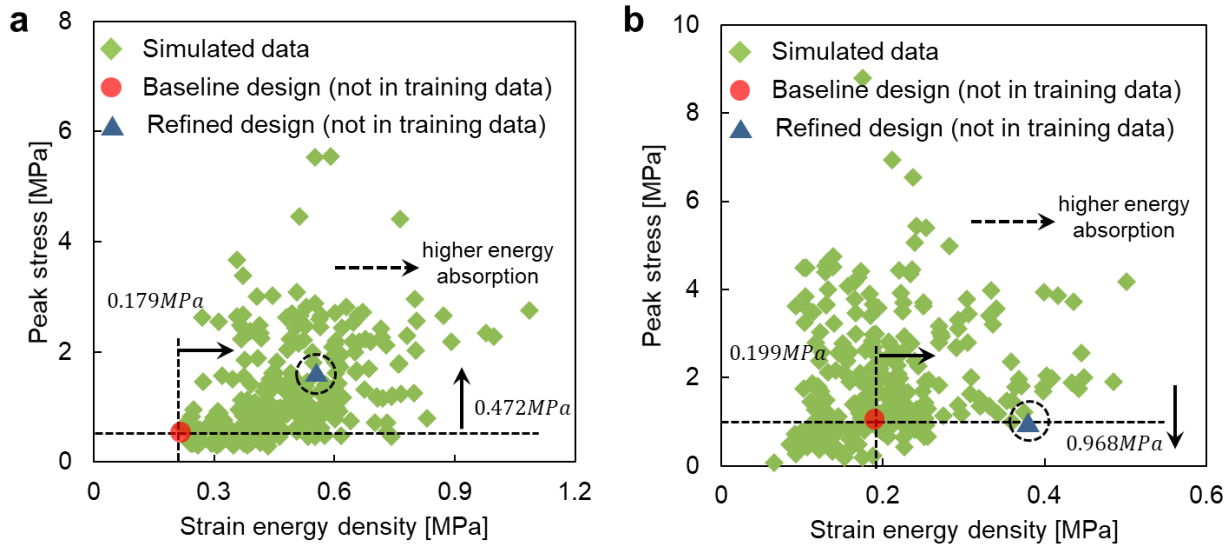 a
8
6
4
2
0
Peak stress [MPa]
Simulated data
Baseline design (not in training data)
Refined design (not in training data)
higher energy
absorption
0.179MPa
0.472MPa
0
0.3
0.6
0.9
1.2
Strain energy density [MPa]
b
10
8
6
4
2
0
Peak stress [MPa]
Simulated data
Baseline design (not in training data)
Refined design (not in training data)
higher energy
absorption
0.199MPa
0.968MPa
0
0.2
0.4
0.6
Strain energy density [MPa]